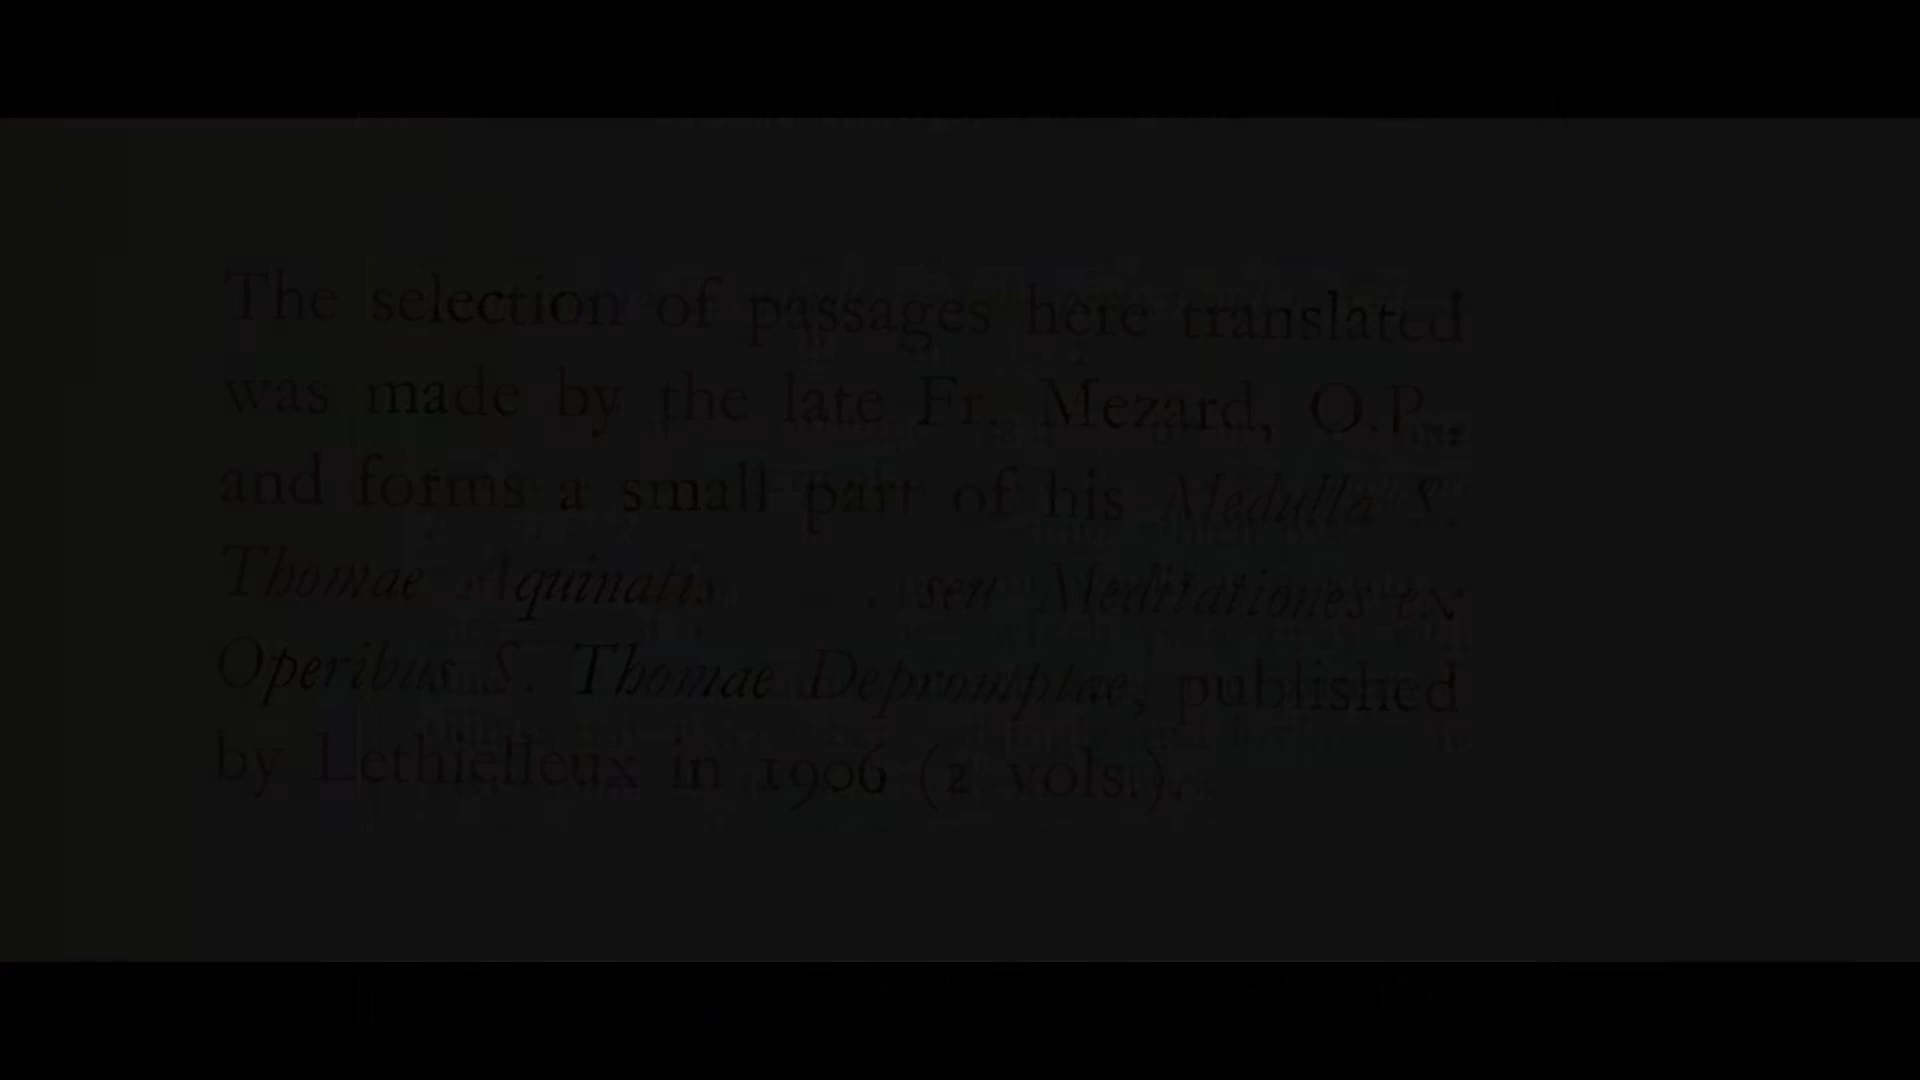 The selection of passages here translated
was made by the late Fr. Mezard, O.P.,
and forms a small part of his Medulla S.
Thomae Aquinatis . . seu Meditationes ex
Operibus S. Thomae Depromptae, published
by Lethielleux in 1906 (2 vols.).